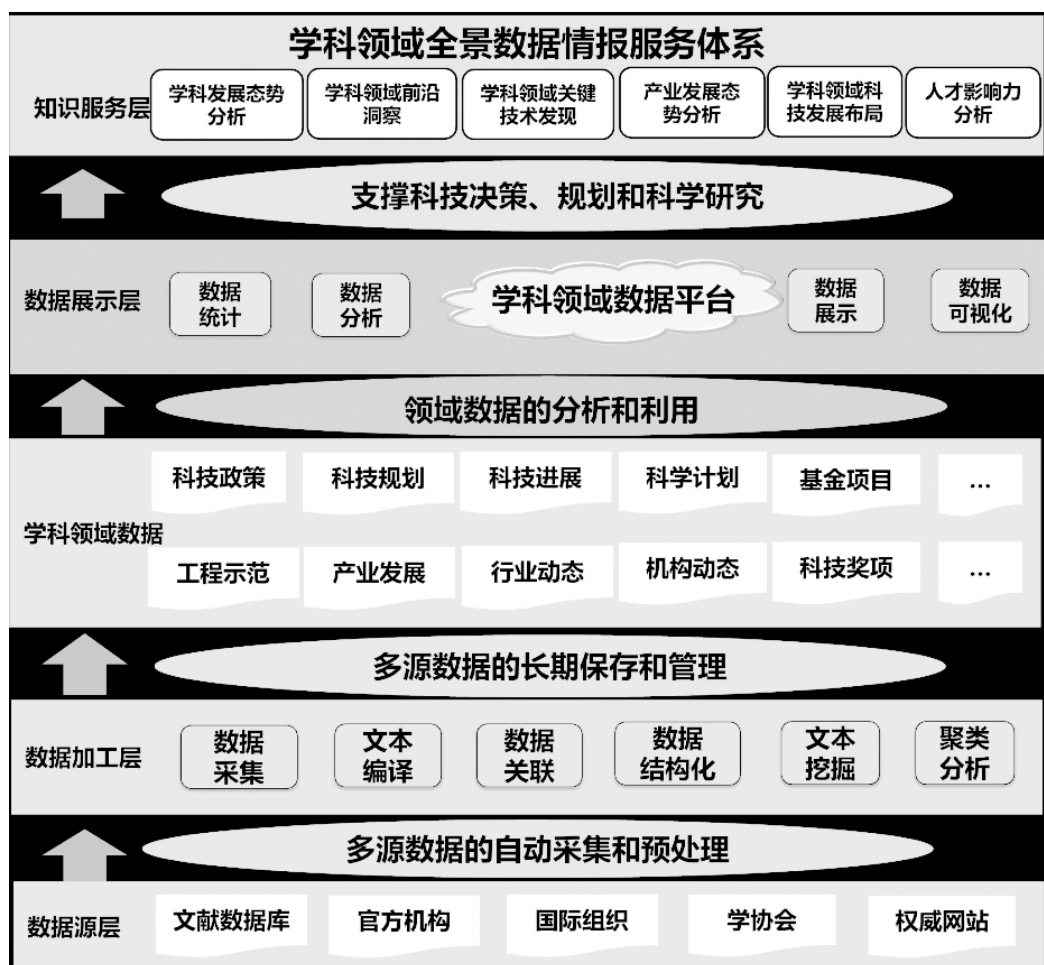 学科领域全景数据情报服务体系
知识服务层
学科发展态势
分析
学科领域前沿
洞察
学科领域关键
技术发现
产业发展态
势分析
学科领域科
技发展布局
人才影响力
分析
支撑科技决策、规划和科学研究
数据展示层
数据
统计
数据
分析
学科领域数据平台
数据
展示
数据
可视化
领域数据的分析和利用
学科领域数据
科技政策
科技规划
科技进展
科学计划
基金项目
…
工程示范
产业发展
行业动态
机构动态
科技奖项
…
多源数据的长期保存和管理
数据加工层
数据
采集
文本
编译
数据
关联
数据
结构化
文本
挖掘
聚类
分析
多源数据的自动采集和预处理
数据源层
文献数据库
官方机构
国际组织
学协会
权威网站